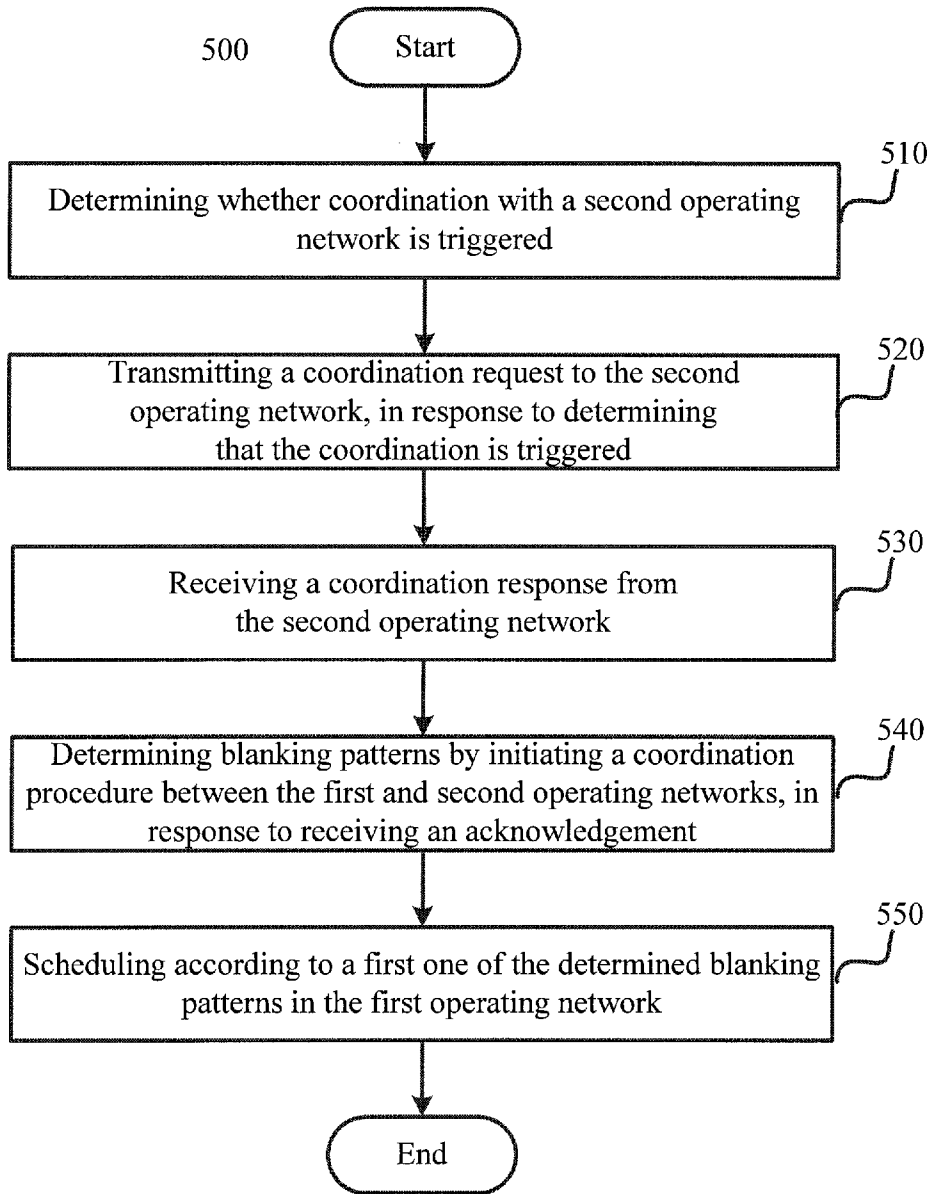 500
Start
510
Determining whether coordination with a second operating
network is triggered
520
Transmitting a coordination request to the second
operating network, in response to determining
that the coordination is triggered
530
Receiving a coordination response from
the second operating network
540
Determining blanking patterns by initiating a coordination
procedure between the first and second operating networks, in
response to receiving an acknowledgement
550
Scheduling according to a first one of the determined blanking
patterns in the first operating network
End